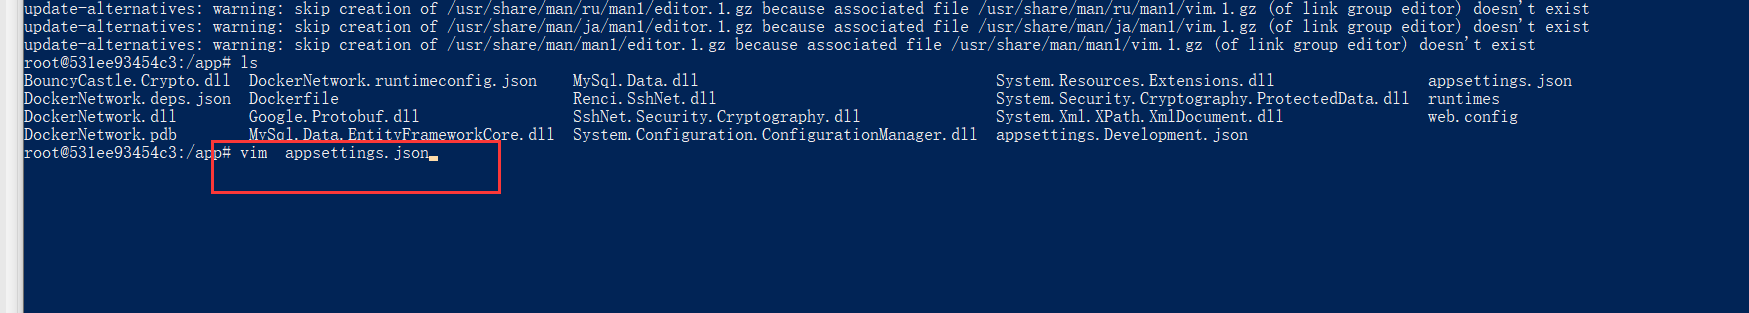 update-alternatives: warning: skip creation of /usr/share/man/ru/man1/editor.1.gz because associated file /usr/share/man/ru/man1/vim.1.gz (of link group editor) doesn't exist
update-alternatives: warning: skip creation of /usr/share/man/ja/man1/editor.1.gz because associated file /usr/share/man/ja/man1/vim.1.gz (of link group editor) doesn't exist
update-alternatives: warning: skip creation of /usr/share/man/man1/editor.1.gz because associated file /usr/share/man/man1/vim.1.gz (of link group editor) doesn't exist
root@531ee93454c3:/app# ls
BouncyCastle.Crypto.dll  DockerNetwork.runtimeconfig.json    MySql.Data.dll                                 System.Resources.Extensions.dll                 appsettings.json
DockerNetwork.deps.json  Dockerfile                          Renci.SshNet.dll                               System.Security.Cryptography.ProtectedData.dll  runtimes
DockerNetwork.dll        Google.Protobuf.dll                 SshNet.Security.Cryptography.dll               System.Xml.XPath.XmlDocument.dll                web.config
DockerNetwork.pdb        MySql.Data.EntityFrameworkCore.dll  System.Configuration.ConfigurationManager.dll  appsettings.Development.json
root@531ee93454c3:/app# vim  appsettings.json